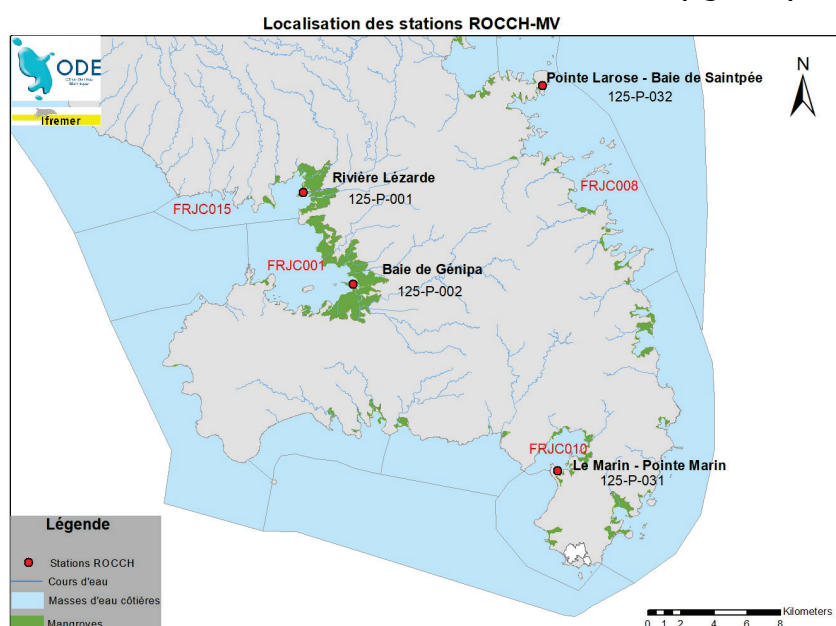 Localisation des stations ROCCH-MV
ODE
Ifremer
N
Pointe Larose - Baie de Saintpée
125-P-032
Rivière Lézarde
125-P-001
FRJC015
FRJC008
FRJC001
Baie de Génipa
125-P-002
FRJC010
Le Marin - Pointe Marin
125-P-031
Légende
Stations ROCCH
Cours d'eau
Masses d'eau côtières
Mangroves
Kilometers
0 1 2 4 6 8